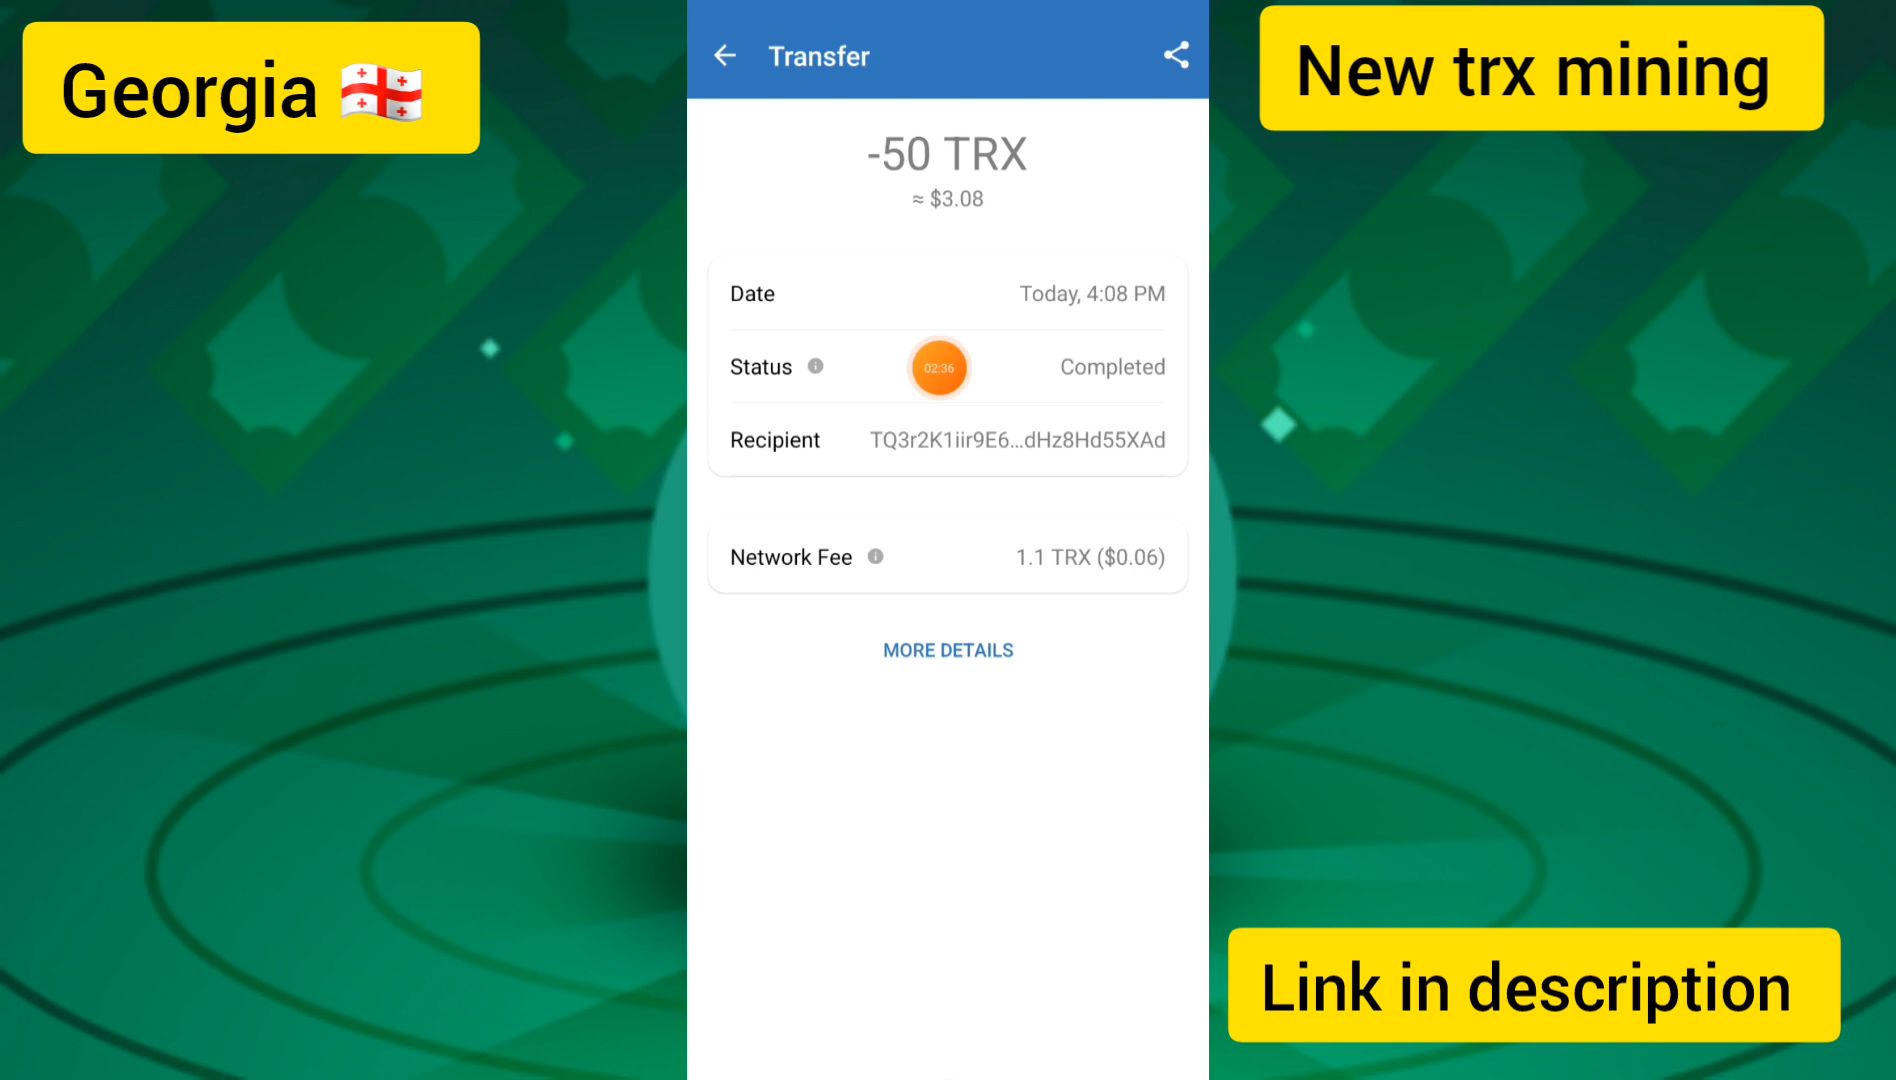 Georgia 🇬🇪
New trx mining
Transfer
-50 TRX
≈ $3.08
Date Today, 4:08 PM
Status 02:36 Completed
Recipient TQ3r2K1iir9E6...dHz8Hd55XAd
Network Fee 1.1 TRX ($0.06)
MORE DETAILS
Link in description